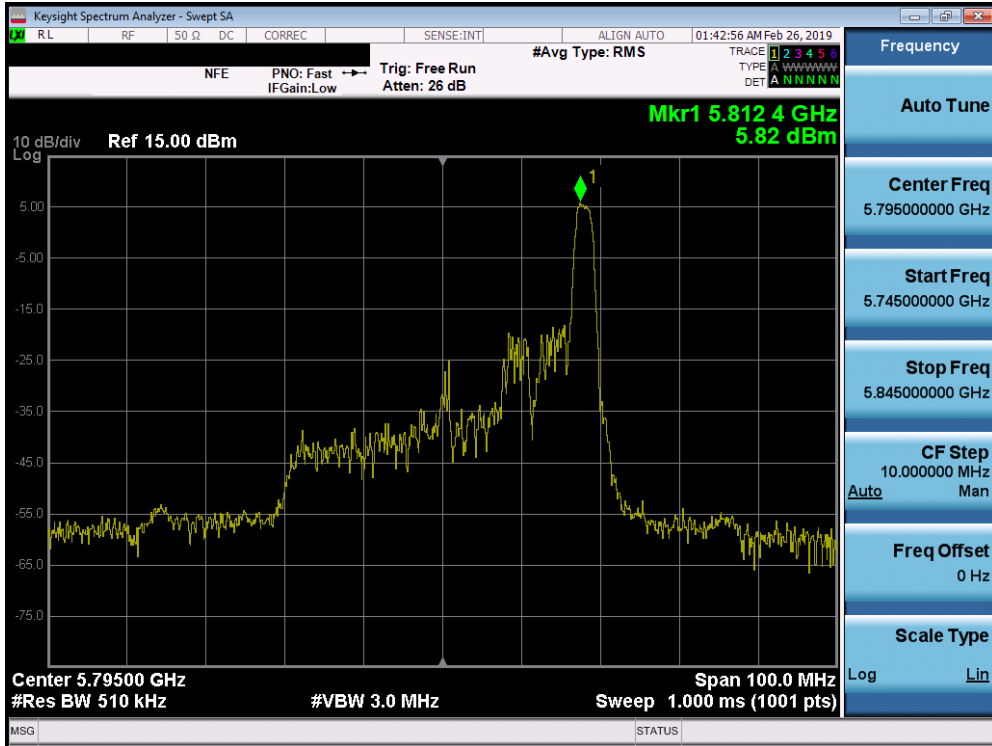 Keysight Spectrum Analyzer - Swept SA
LXI RL RF 50 Ω DC CORREC SENSE:INT ALIGN AUTO 01:42:56 AM Feb 26, 2019
#Avg Type: RMS TRACE 1 2 3 4 5 6
NFE PNO: Fast Trig: Free Run TYPE A WWWWW
IFGain:Low Atten: 26 dB DET A N N N N N
Mkr1 5.812 4 GHz
5.82 dBm
10 dB/div Ref 15.00 dBm
Log
1
5.00
-5.00
-15.0
-25.0
-35.0
-45.0
-55.0
-65.0
-75.0
Center 5.79500 GHz Span 100.0 MHz
#Res BW 510 kHz #VBW 3.0 MHz Sweep 1.000 ms (1001 pts)
MSG STATUS
Frequency
Auto Tune
Center Freq
5.795000000 GHz
Start Freq
5.745000000 GHz
Stop Freq
5.845000000 GHz
CF Step
10.000000 MHz
Auto Man
Freq Offset
0 Hz
Scale Type
Log Lin